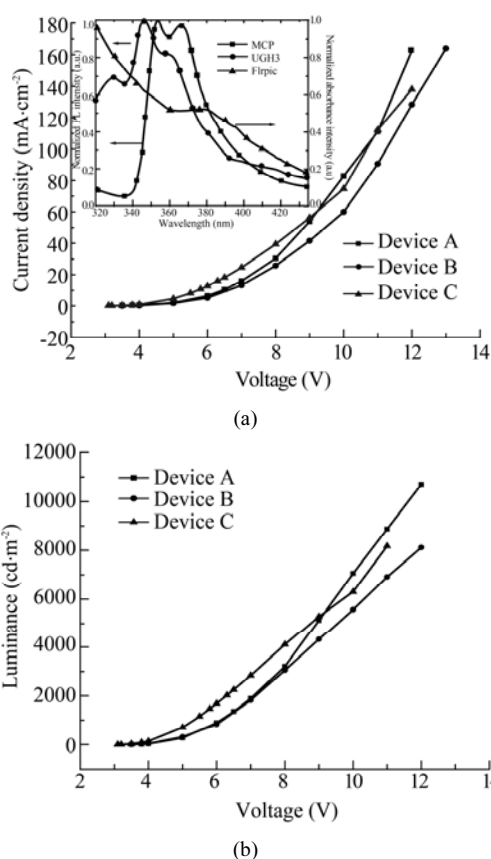 Current density (mA·cm⁻²)
180
160
140
120
100
80
60
40
20
0
-20
2 4 6 8 10 12 14
Voltage (V)
Device A
Device B
Device C
Normalized PL intensity (a.u.)
1.0
0.8
0.6
0.4
0.2
0.0
320 340 360 380 400 420
Wavelength (nm)
MCP
UGH3
FIrpic
1.0
0.8
0.6
0.4
0.2
0.0
Normalized absorbance
intensity (a.u)
(a)
Luminance (cd·m⁻²)
12000
10000
8000
6000
4000
2000
0
2 4 6 8 10 12 14
Voltage (V)
Device A
Device B
Device C
(b)